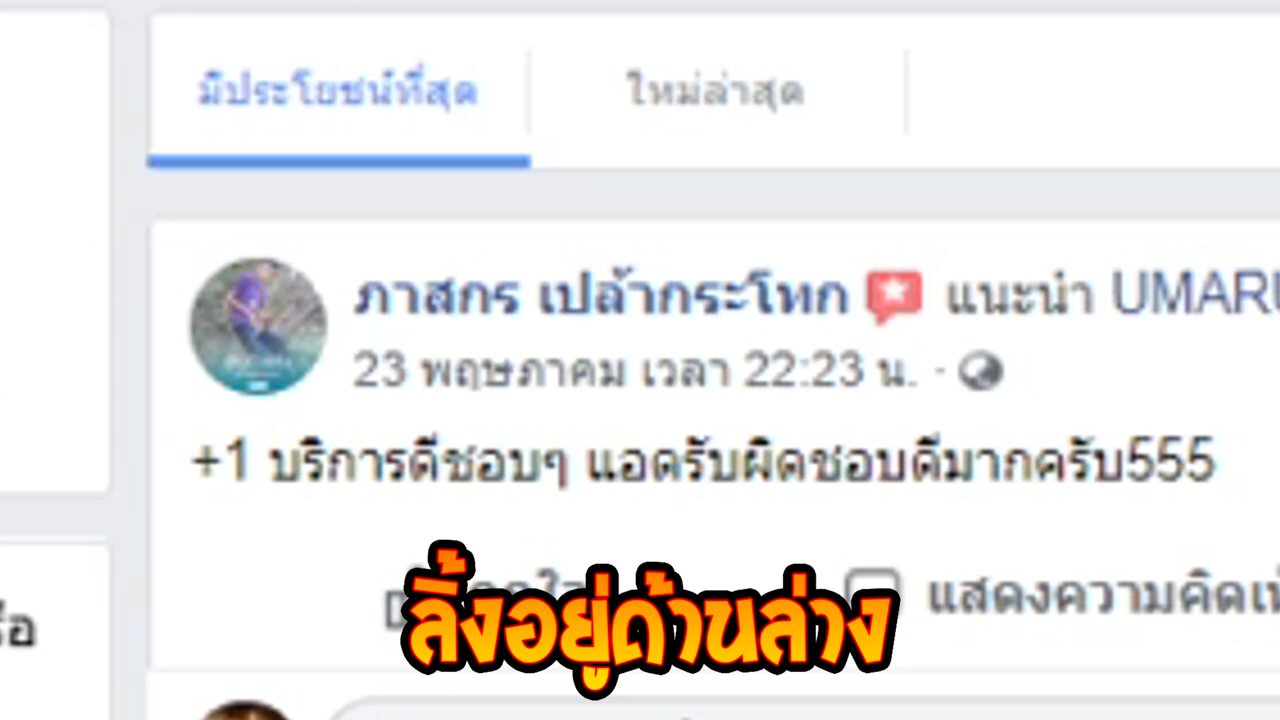 มีประโยชน์ที่สุด ใหม่ล่าสุด
ภาสกร เปล้ากระโทก แนะนำ UMAR
23 พฤษภาคม เวลา 22:23 น. ·
+1 บริการดีชอบๆ แอดรับผิดชอบดีมากครับ555
แสดงความคิดเ
ลิ้งอยู่ด้านล่าง